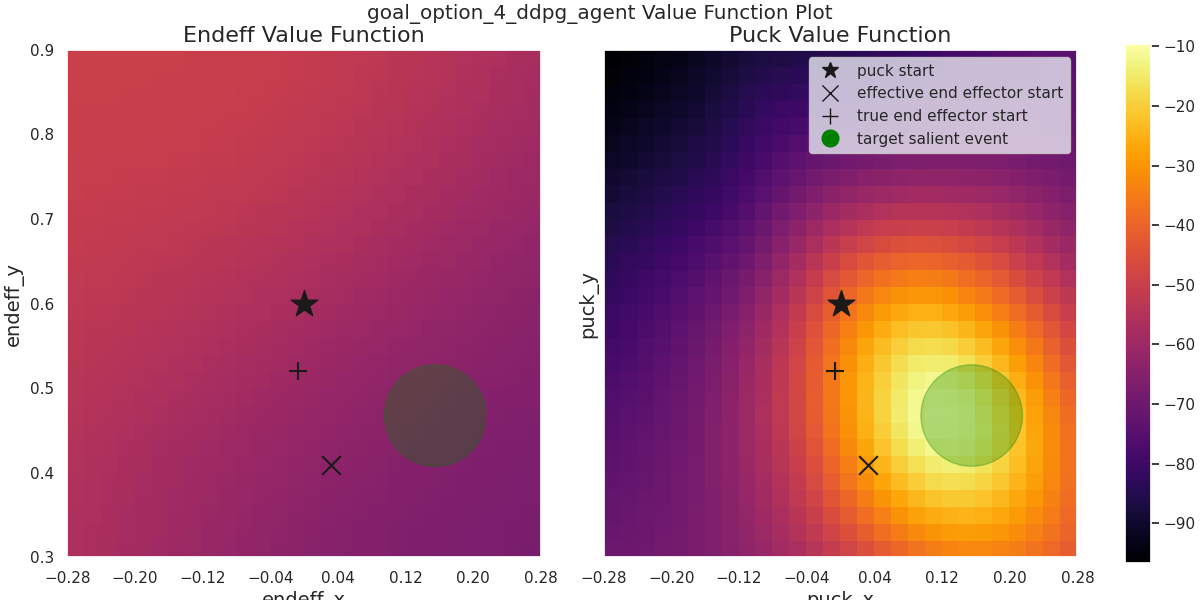 goal_option_4_ddpg_agent Value Function Plot
Endeff Value Function
Puck Value Function
endeff_y
0.9
0.8
0.7
0.6
0.5
0.4
0.3
−0.28 −0.20 −0.12 −0.04 0.04 0.12 0.20 0.28
endeff_x
puck_y
puck start
effective end effector start
true end effector start
target salient event
−0.28 −0.20 −0.12 −0.04 0.04 0.12 0.20 0.28
puck_x
−10
−20
−30
−40
−50
−60
−70
−80
−90